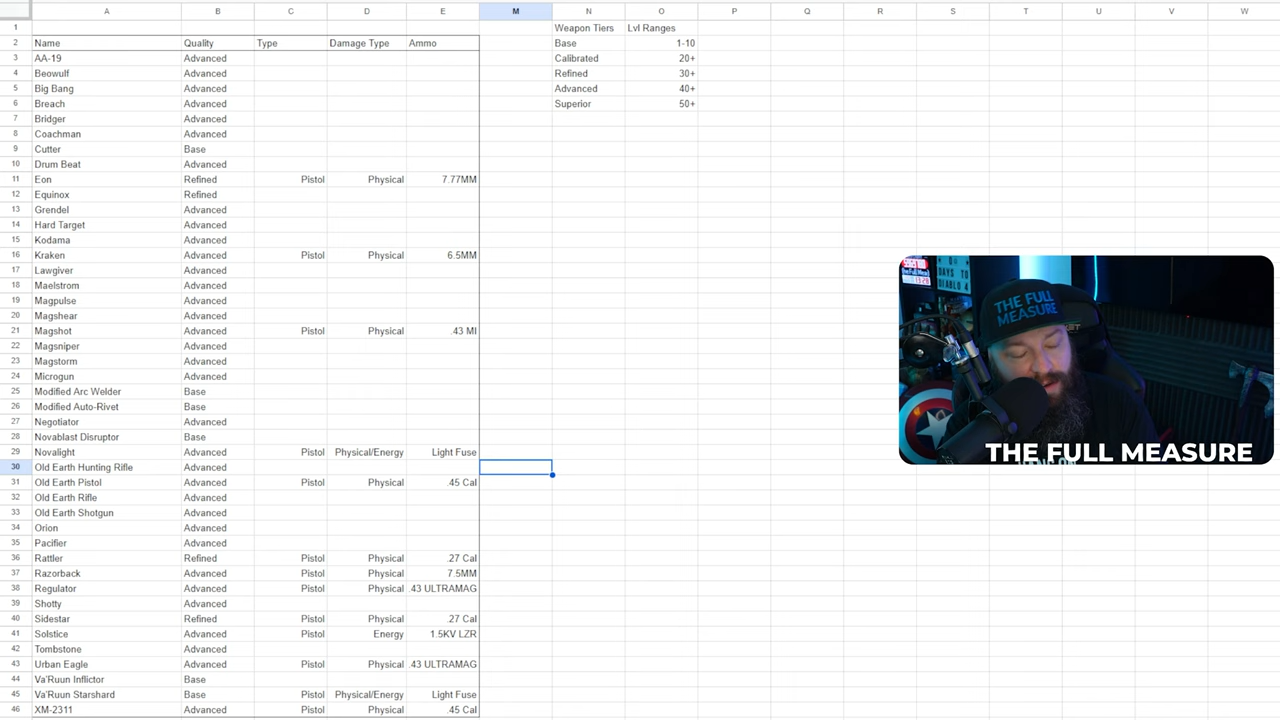 A B C D E M N O P Q R S T U V W
1 Weapon Tiers Lvl Ranges
2 Name Quality Type Damage Type Ammo Base 1-10
3 AA-19 Advanced Calibrated 20+
4 Beowulf Advanced Refined 30+
5 Big Bang Advanced Advanced 40+
6 Breach Advanced Superior 50+
7 Bridger Advanced
8 Coachman Advanced
9 Cutter Base
10 Drum Beat Advanced
11 Eon Refined Pistol Physical 7.77MM
12 Equinox Refined
13 Grendel Advanced
14 Hard Target Advanced
15 Kodama Advanced
16 Kraken Advanced Pistol Physical 6.5MM
17 Lawgiver Advanced
18 Maelstrom Advanced
19 Magpulse Advanced
20 Magshear Advanced
21 Magshot Advanced Pistol Physical .43 MI
22 Magsniper Advanced
23 Magstorm Advanced
24 Microgun Advanced
25 Modified Arc Welder Base
26 Modified Auto-Rivet Base
27 Negotiator Advanced
28 Novablast Disruptor Base
29 Novalight Advanced Pistol Physical/Energy Light Fuse
30 Old Earth Hunting Rifle Advanced
31 Old Earth Pistol Advanced Pistol Physical .45 Cal
32 Old Earth Rifle Advanced
33 Old Earth Shotgun Advanced
34 Orion Advanced
35 Pacifier Advanced
36 Rattler Refined Pistol Physical .27 Cal
37 Razorback Advanced Pistol Physical 7.5MM
38 Regulator Advanced Pistol Physical .43 ULTRAMAG
39 Shotty Advanced
40 Sidestar Refined Pistol Physical .27 Cal
41 Solstice Advanced Pistol Energy 1.5KV LZR
42 Tombstone Advanced
43 Urban Eagle Advanced Pistol Physical .43 ULTRAMAG
44 Va'Ruun Inflictor Base
45 Va'Ruun Starshard Base Pistol Physical/Energy Light Fuse
46 XM-2311 Advanced Pistol Physical .45 Cal
DAYS TO
DIABLO 4
THE FULL
MEASURE
THE FULL MEASURE